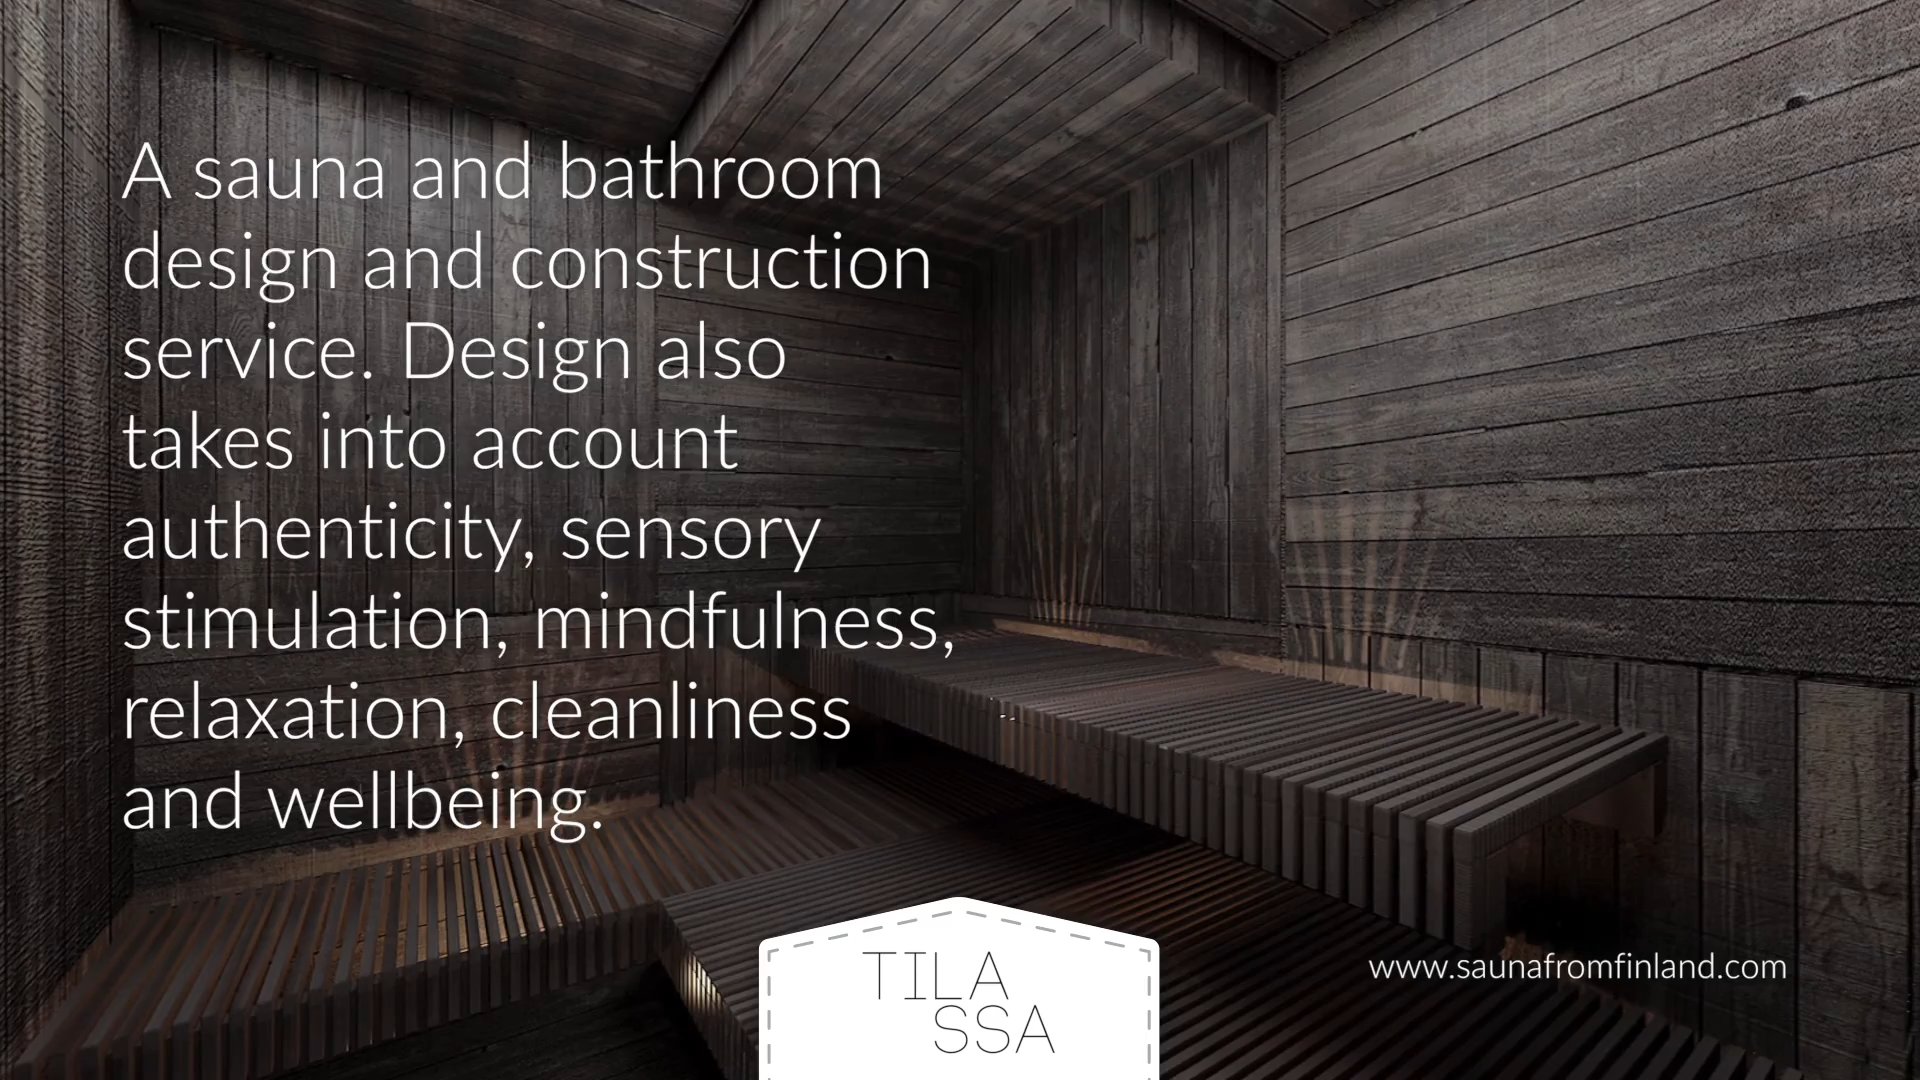 A sauna and bathroom
design and construction
service. Design also
takes into account
authenticity, sensory
stimulation, mindfulness,
relaxation, cleanliness
and wellbeing.
TILA
SSA
www.saunafromfinland.com